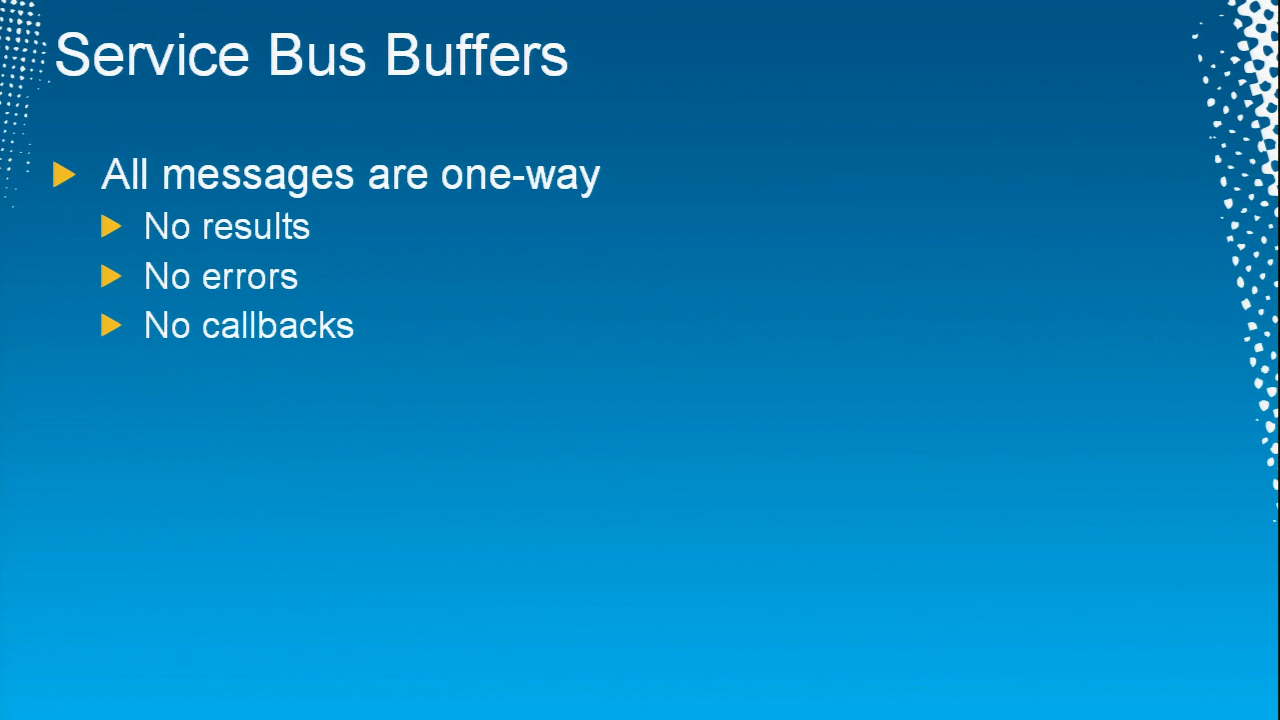 Service Bus Buffers
All messages are one-way
No results
No errors
No callbacks